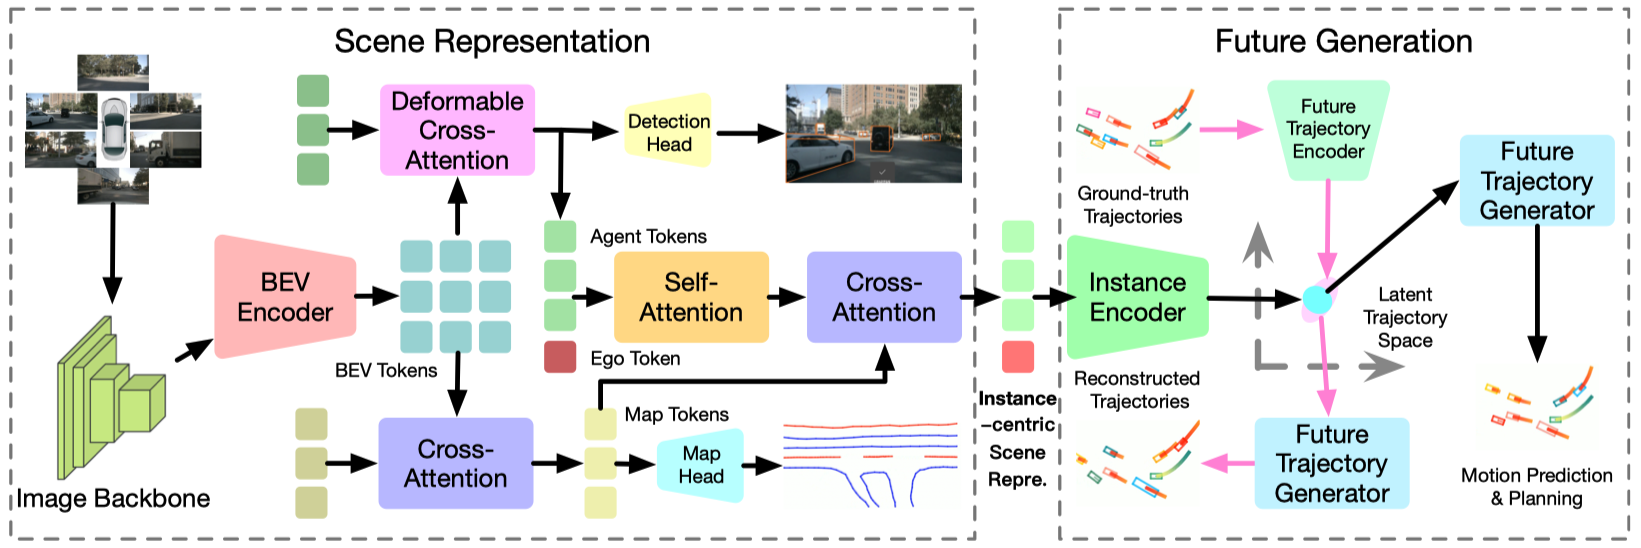 Scene Representation
Future Generation
Deformable
Cross-
Attention
Detection
Head
Future
Trajectory
Encoder
Future
Trajectory
Generator
Ground-truth
Trajectories
BEV
Encoder
Agent Tokens
Self-
Attention
Cross-
Attention
Instance
Encoder
Latent
Trajectory
Space
BEV Tokens
Ego Token
Reconstructed
Trajectories
Instance
-centric
Scene
Repre.
Map Tokens
Cross-
Attention
Map
Head
Future
Trajectory
Generator
Motion Prediction
& Planning
Image Backbone